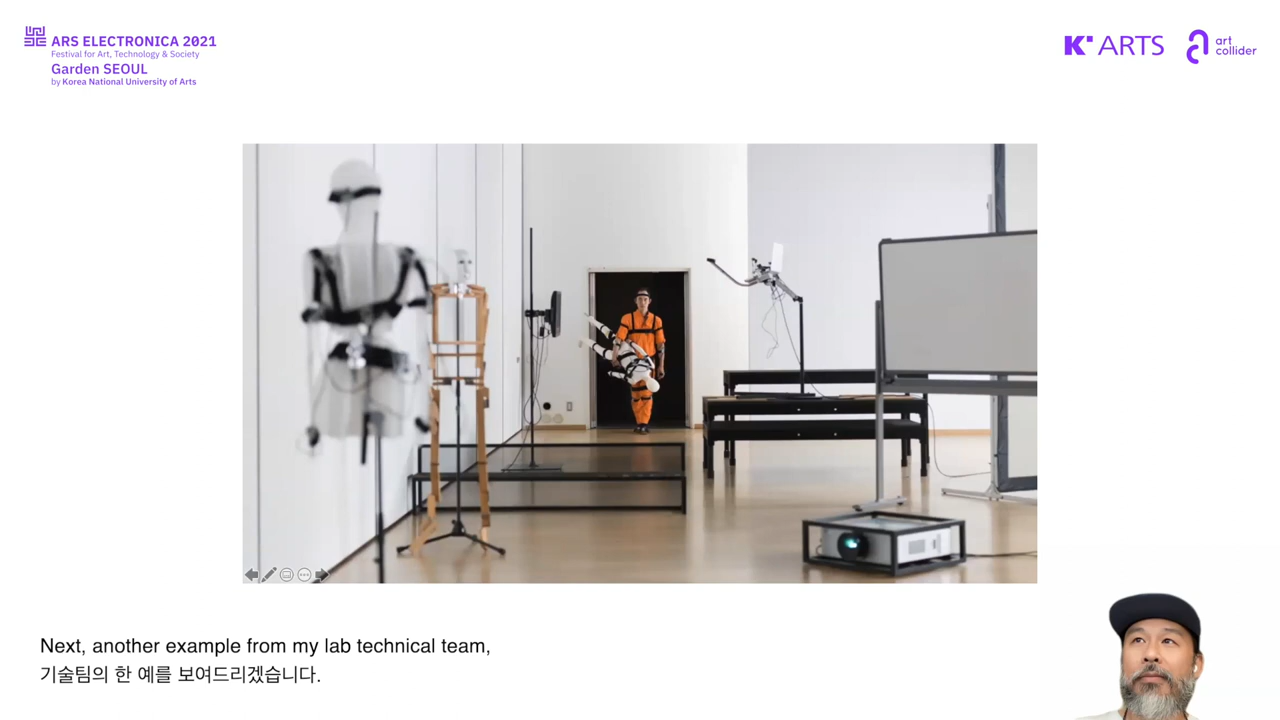 ARS ELECTRONICA 2021
Festival for Art, Technology & Society
Garden SEOUL
by Korea National University of Arts
K ARTS
art
collider
Next, another example from my lab technical team,
기술팀의 한 예를 보여드리겠습니다.